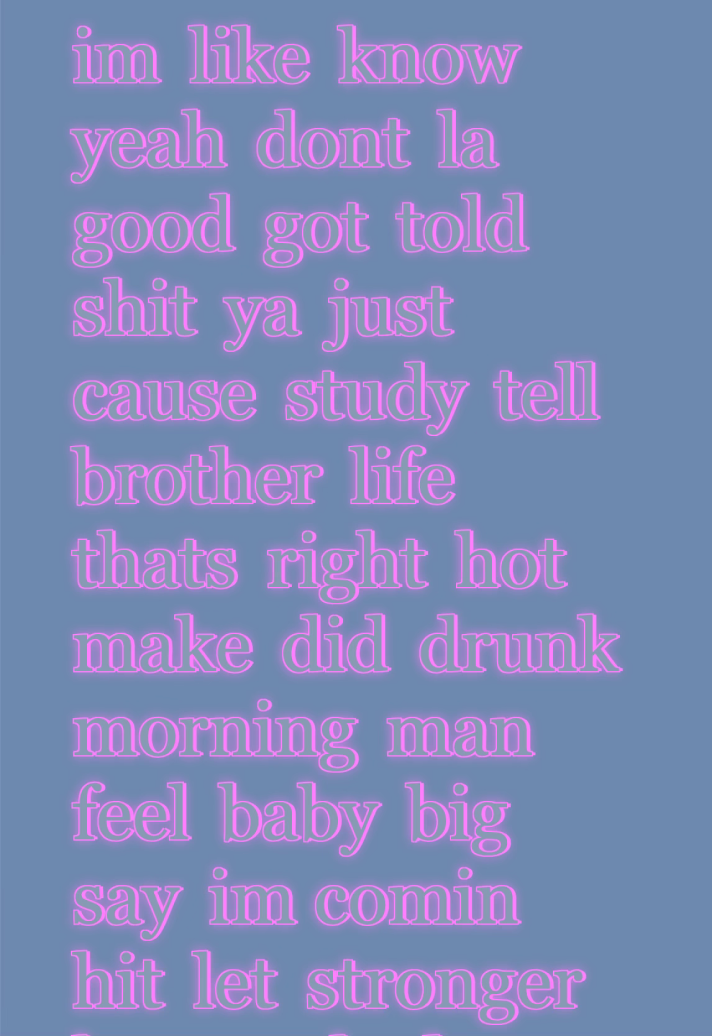 im like know
yeah dont la
good got told
shit ya just
cause study tell
brother life
thats right hot
make did drunk
morning man
feel baby big
say im comin
hit let stronger